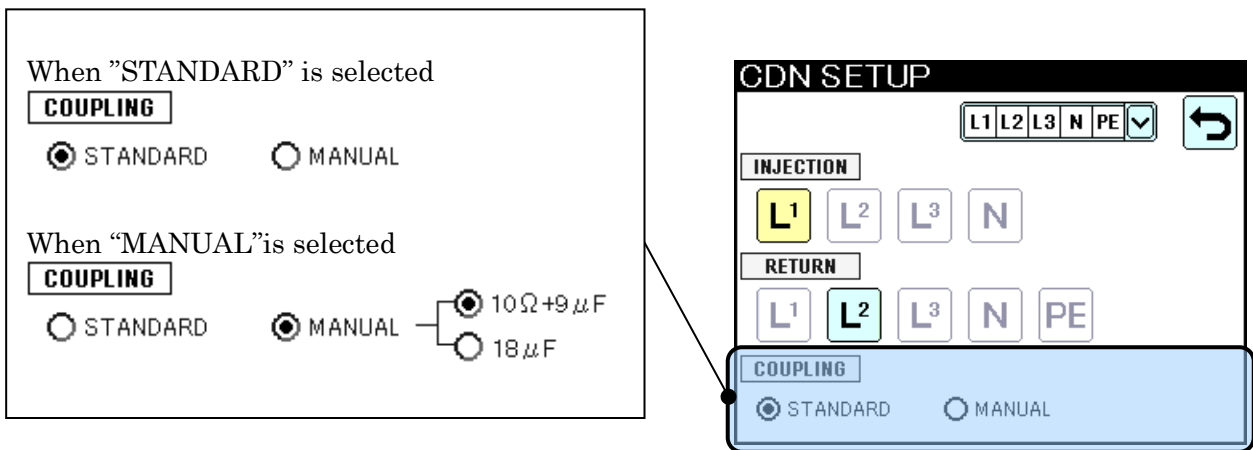 When ”STANDARD” is selected
COUPLING
STANDARD MANUAL
When “MANUAL”is selected
COUPLING
STANDARD MANUAL
10Ω+9μF
18μF
CDN SETUP
L1 L2 L3 N PE
INJECTION
L1 L2 L3 N
RETURN
L1 L2 L3 N PE
COUPLING
STANDARD MANUAL